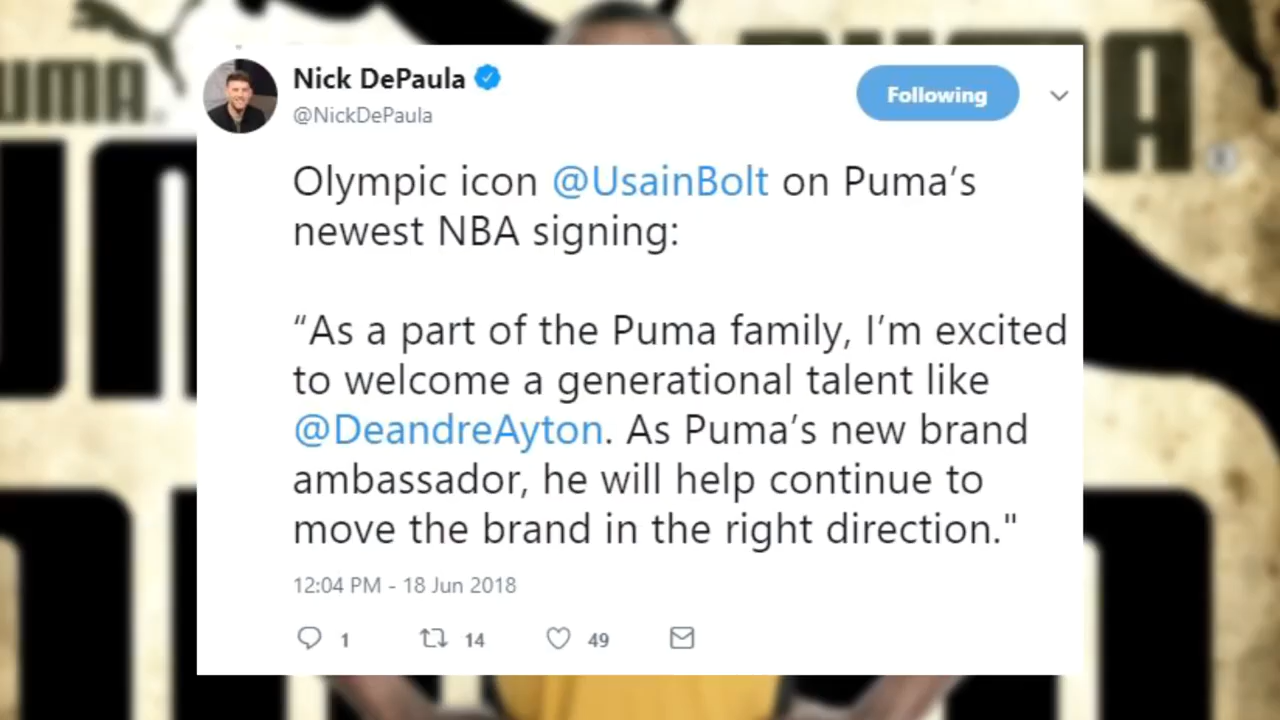 Nick DePaula
@NickDePaula
Following
Olympic icon @UsainBolt on Puma’s
newest NBA signing:
“As a part of the Puma family, I’m excited
to welcome a generational talent like
@DeandreAyton. As Puma’s new brand
ambassador, he will help continue to
move the brand in the right direction."
12:04 PM - 18 Jun 2018
1 14 49